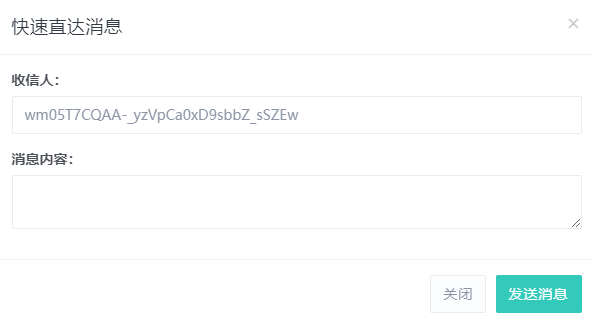 快速直达消息
×
收信人：
wm05T7CQAA-_yzVpCa0xD9sbbZ_sSZEw
消息内容：
关闭 发送消息